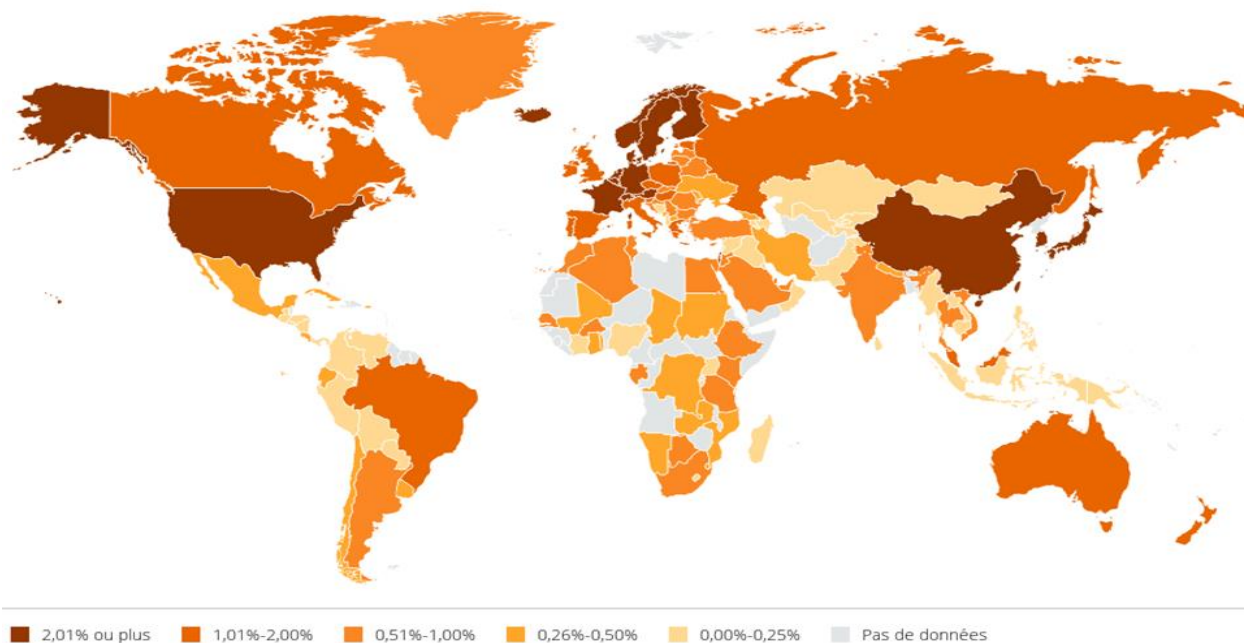 2,01% ou plus
1,01%-2,00%
0,51%-1,00%
0,26%-0,50%
0,00%-0,25%
Pas de données